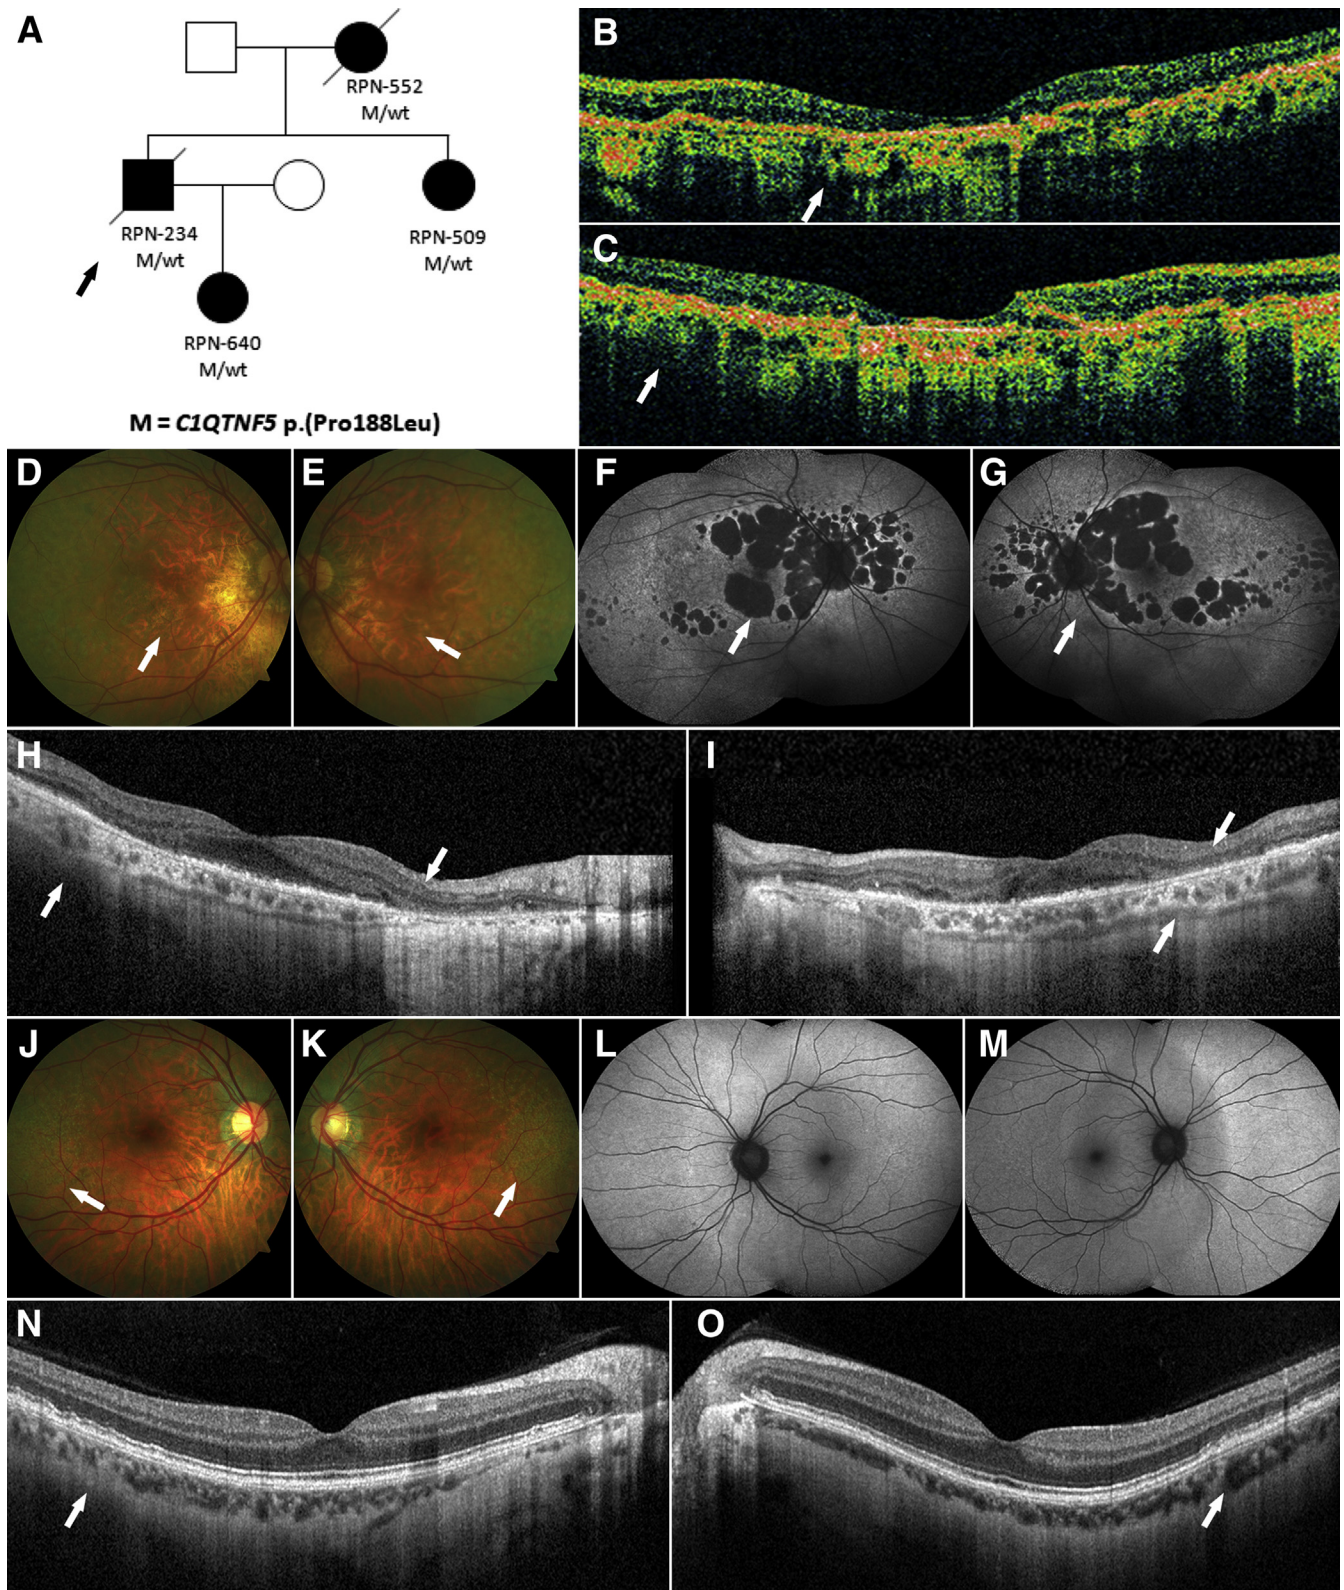 A
RPN-552
M/wt
RPN-234
M/wt
RPN-509
M/wt
RPN-640
M/wt
M = C1QTNF5 p.(Pro188Leu)
B
C
D
E
F
G
H
I
J
K
L
M
N
O